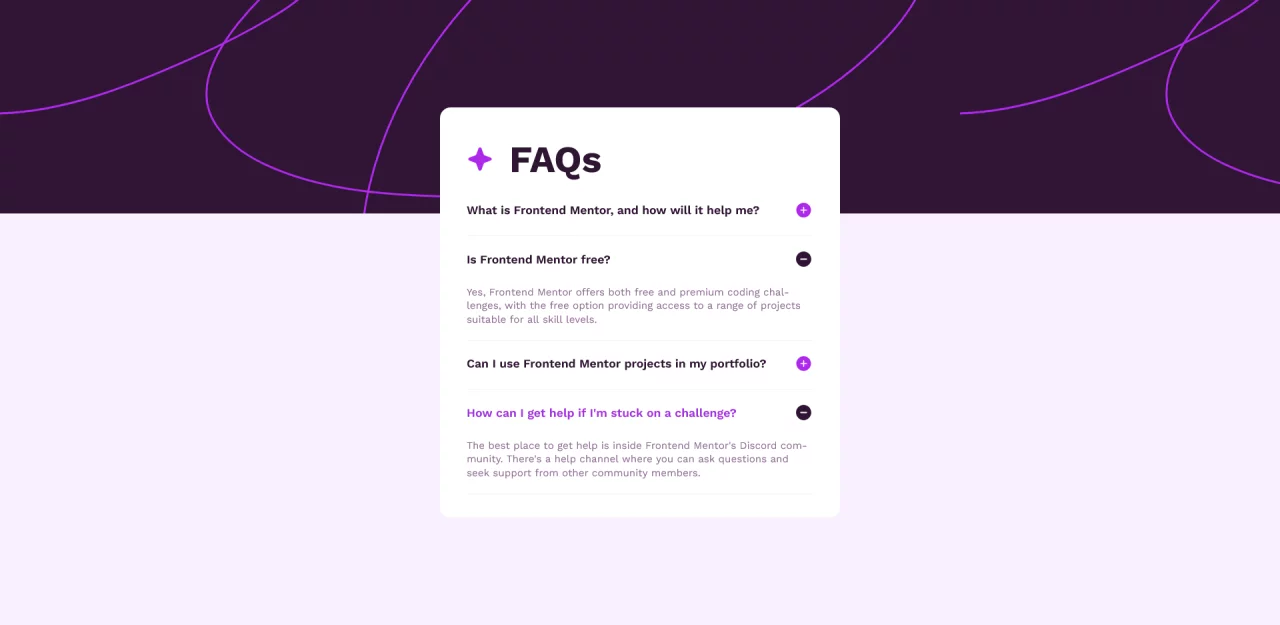 FAQs
What is Frontend Mentor, and how will it help me?
Is Frontend Mentor free?
Yes, Frontend Mentor offers both free and premium coding chal-
lenges, with the free option providing access to a range of projects
suitable for all skill levels.
Can I use Frontend Mentor projects in my portfolio?
How can I get help if I'm stuck on a challenge?
The best place to get help is inside Frontend Mentor's Discord com-
munity. There's a help channel where you can ask questions and
seek support from other community members.